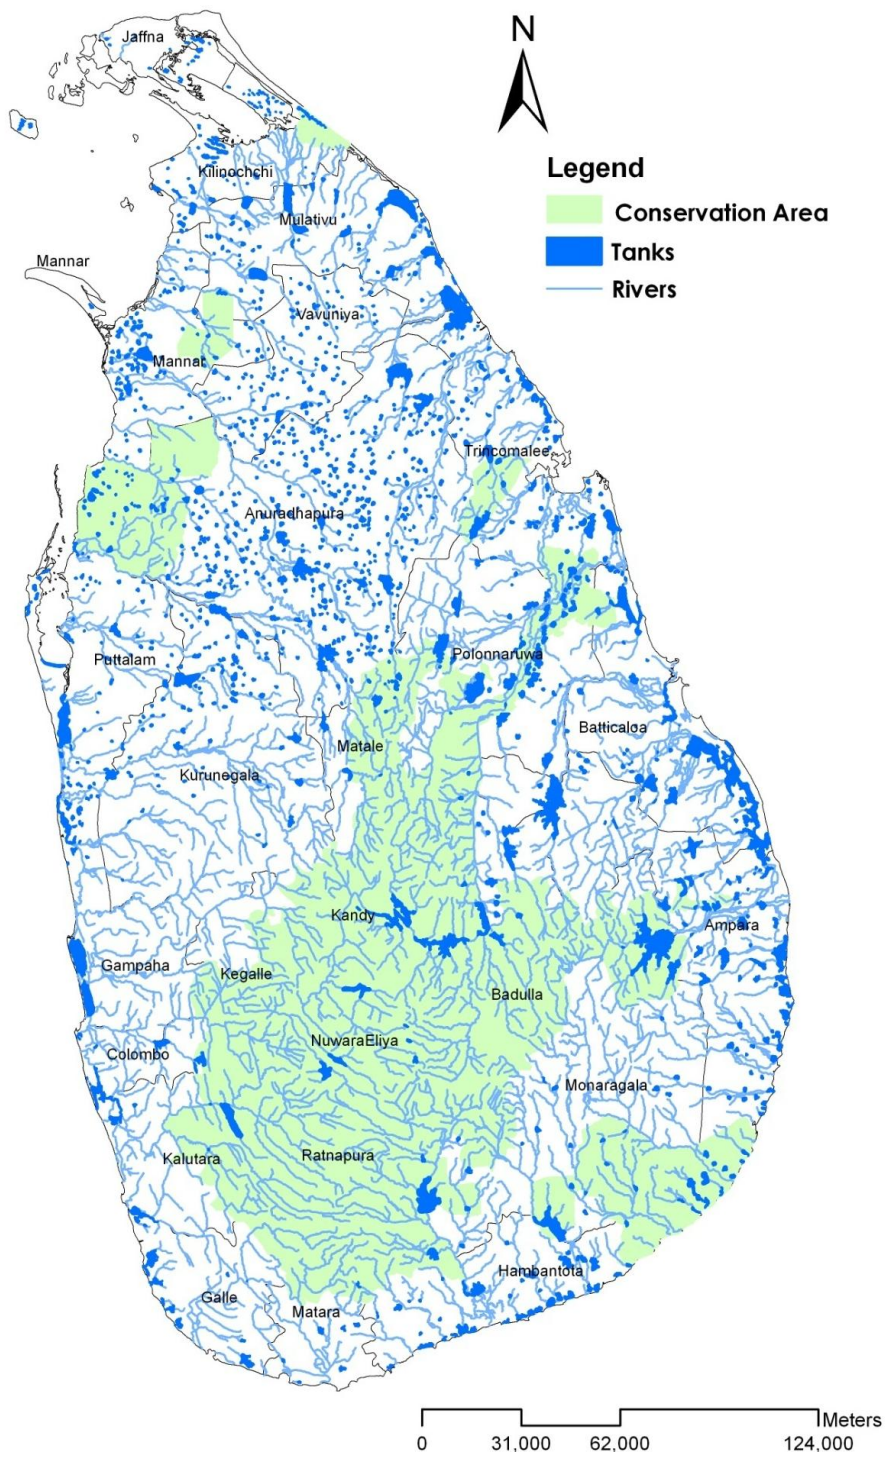 Jaffna
N
Kilinochchi
Legend
Conservation Area
Mulativu
Tanks
Mannar
Rivers
Vavuniya
Mannar
Trincomalee
Anuradhapura
Puttalam
Polonnaruwa
Batticaloa
Matale
Kurunegala
Kandy
Ampara
Gampaha
Kegalle
Badulla
NuwaraEliya
Colombo
Monaragala
Ratnapura
Kalutara
Hambantota
Galle
Matara
Meters
0 31,000 62,000 124,000